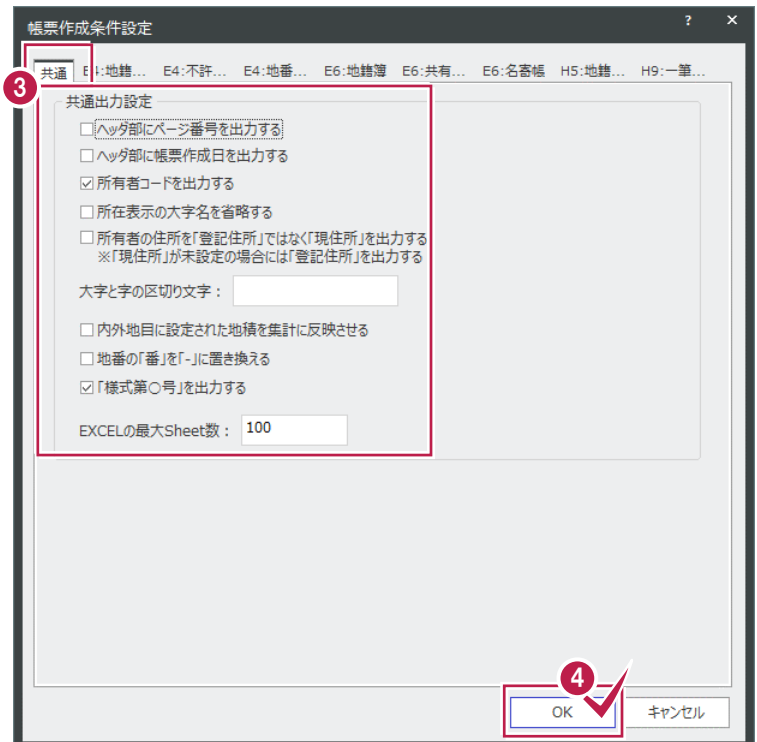 帳票作成条件設定 ? ×
共通 E4:地籍... E4:不許... E4:地番... E6:地籍簿 E6:共有... E6:名寄帳 H5:地籍... H9:一筆...
3
共通出力設定
ヘッダ部にページ番号を出力する
ヘッダ部に帳票作成日を出力する
所有者コードを出力する
所在表示の大字名を省略する
所有者の住所を「登記住所」ではなく「現住所」を出力する
※「現住所」が未設定の場合には「登記住所」を出力する
大字と字の区切り文字：
内外地目に設定された地積を集計に反映させる
地番の「番」を「-」に置き換える
「様式第○号」を出力する
EXCELの最大Sheet数： 100
4
OK キャンセル